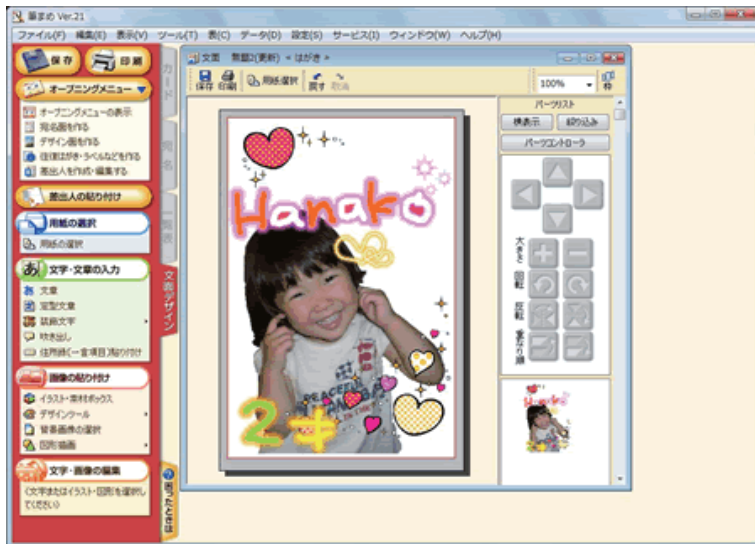 筆まめ Ver.21
ファイル(F) 編集(E) 表示(V) ツール(T) 表(C) データ(D) 設定(S) サービス(I) ウィンドウ(W) ヘルプ(H)
保存 印刷
オープニングメニュー
オープニングメニューの表示
宛名面を作る
デザイン面を作る
往復はがき・ラベルなどを作る
差出人を作成・編集する
差出人の貼り付け
用紙の選択
用紙の選択
あ 文字・文章の入力
文章
定型文章
装飾文字
吹き出し
住所録(一覧項目)貼り付け
画像の貼り付け
イラスト・素材ボックス
デザインツール
背景画像の選択
図形描画
文字・画像の編集
(文字またはイラスト・図形を選択し
てください)
カード
宛名
一覧表
文面デザイン
困ったときは
文面 無題2(更新) < はがき >
保存 印刷 用紙選択 戻す 取消
100%
枠
Hanako
PEACEFUL
2才
パーツリスト
横表示 絞り込み
パーツコントローラ
大きさ
回転
反転
重なり順
Hanako